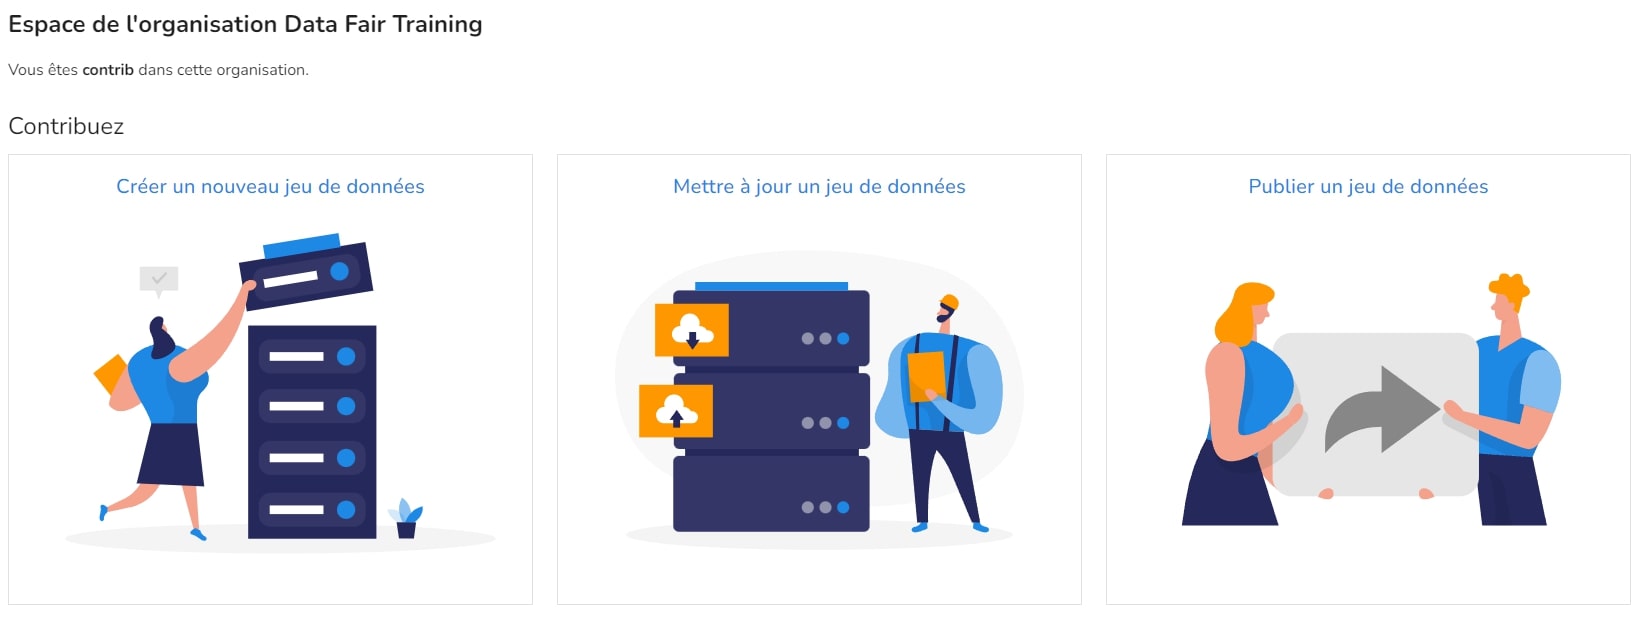 Espace de l'organisation Data Fair Training
Vous êtes contrib dans cette organisation.
Contribuez
Créer un nouveau jeu de données
Mettre à jour un jeu de données
Publier un jeu de données